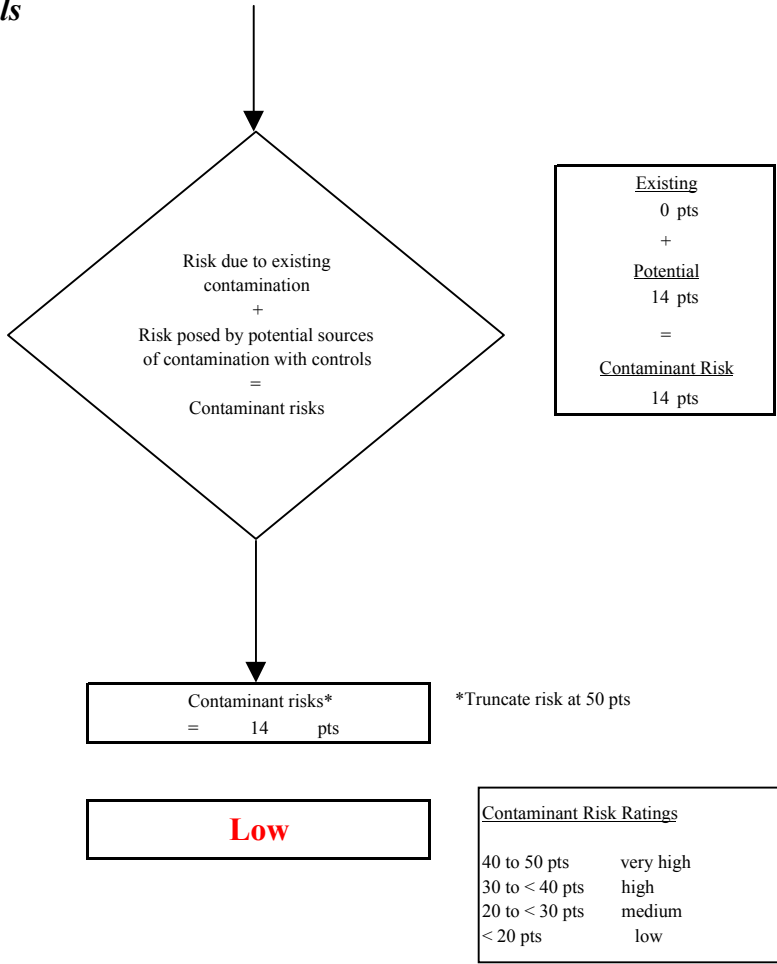 ls
Risk due to existing
contamination
+
Risk posed by potential sources
of contamination with controls
=
Contaminant risks
Existing
0 pts
+
Potential
14 pts
=
Contaminant Risk
14 pts
Contaminant risks*
= 14 pts
*Truncate risk at 50 pts
Low
Contaminant Risk Ratings
40 to 50 pts very high
30 to < 40 pts high
20 to < 30 pts medium
< 20 pts low